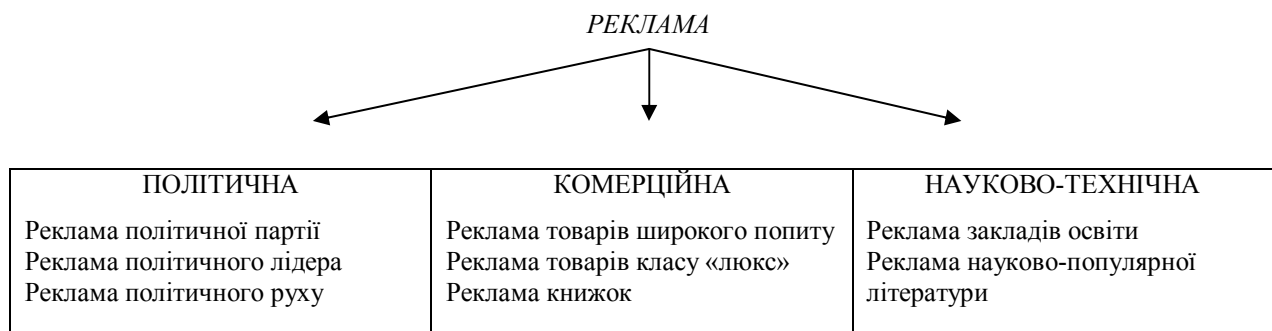 РЕКЛАМА
ПОЛІТИЧНА
Реклама політичної партії
Реклама політичного лідера
Реклама політичного руху
КОМЕРЦІЙНА
Реклама товарів широкого попиту
Реклама товарів класу «люкс»
Реклама книжок
НАУКОВО-ТЕХНІЧНА
Реклама закладів освіти
Реклама науково-популярної
літератури